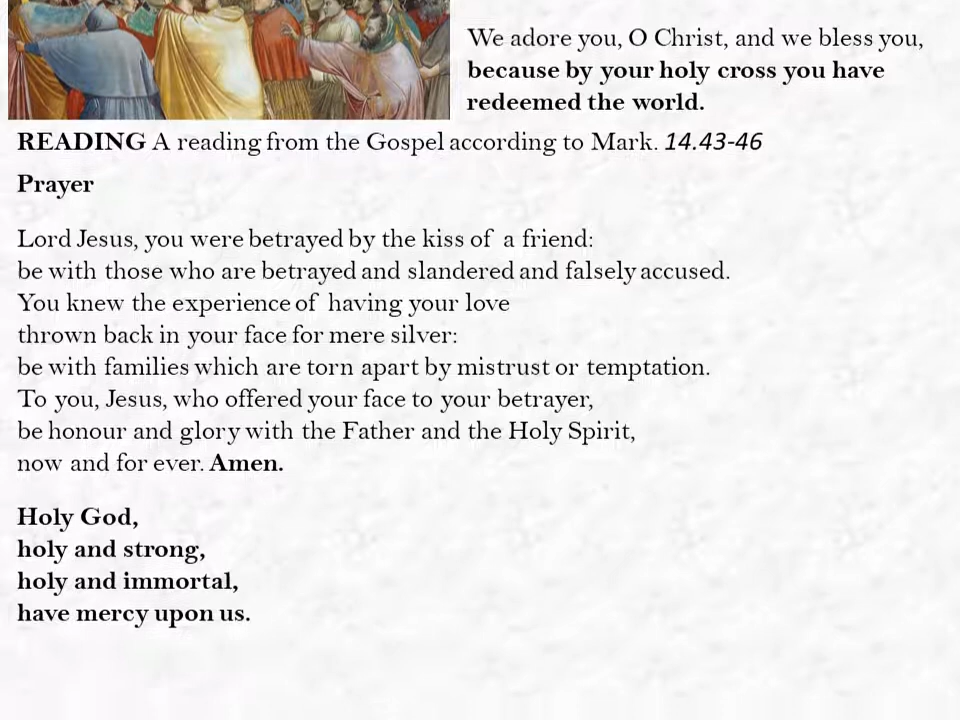 We adore you, O Christ, and we bless you,
because by your holy cross you have
redeemed the world.
READING A reading from the Gospel according to Mark. 14.43-46
Prayer
Lord Jesus, you were betrayed by the kiss of a friend:
be with those who are betrayed and slandered and falsely accused.
You knew the experience of having your love
thrown back in your face for mere silver:
be with families which are torn apart by mistrust or temptation.
To you, Jesus, who offered your face to your betrayer,
be honour and glory with the Father and the Holy Spirit,
now and for ever. Amen.
Holy God,
holy and strong,
holy and immortal,
have mercy upon us.